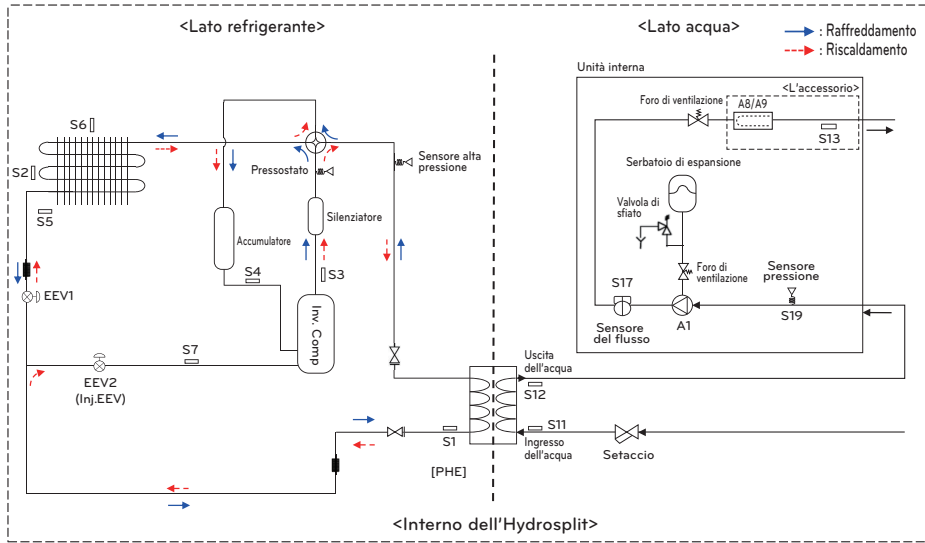 <Lato refrigerante>
<Lato acqua>
: Raffreddamento
: Riscaldamento
Unità interna
<L'accessorio>
Foro di ventilazione
A8/A9
S13
S6
S2
S5
Pressostato
Sensore alta
pressione
Serbatoio di espansione
Valvola di
sfiato
Silenziatore
Accumulatore
S4
S3
Foro di
ventilazione
Sensore
pressione
S17
S19
A1
Sensore
del flusso
EEV1
Inv. Comp
S7
EEV2
(Inj.EEV)
Uscita
dell'acqua
S12
S1
S11
Ingresso
dell'acqua
Setaccio
[PHE]
<Interno dell'Hydrosplit>